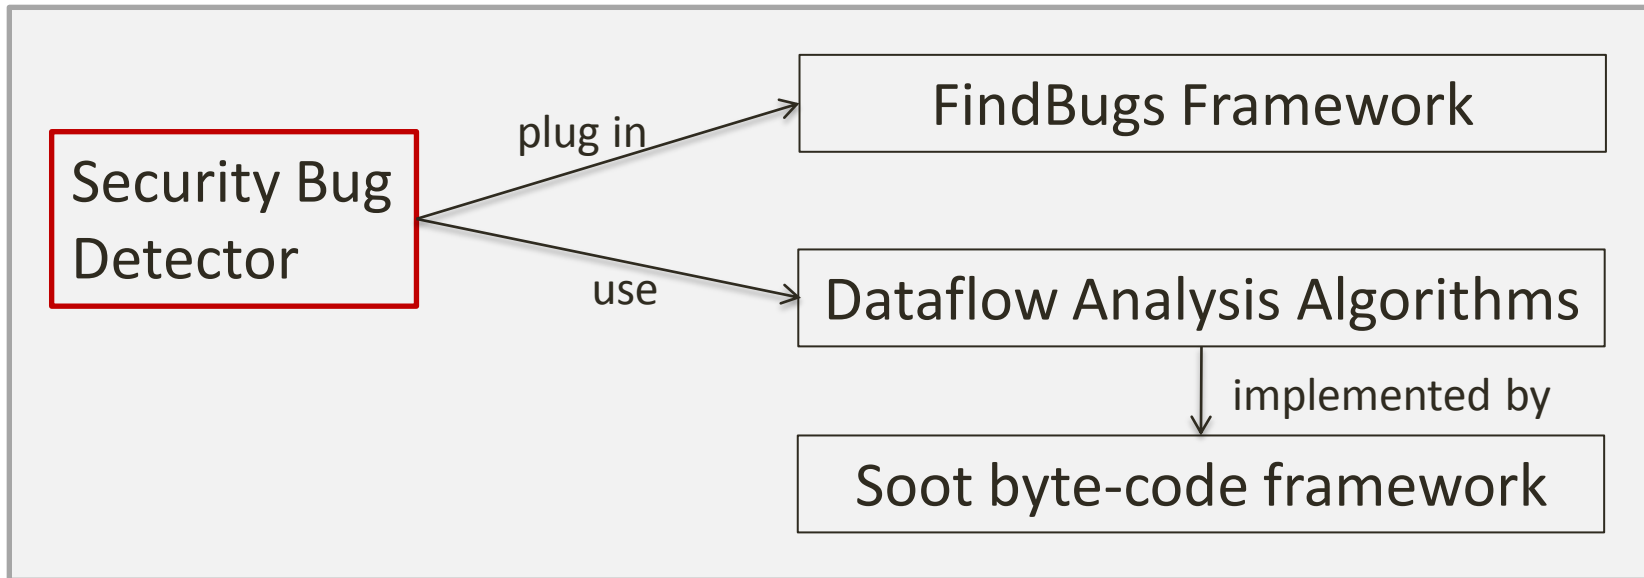 FindBugs Framework
plug in
Security Bug
Detector
use
Dataflow Analysis Algorithms
implemented by
Soot byte-code framework